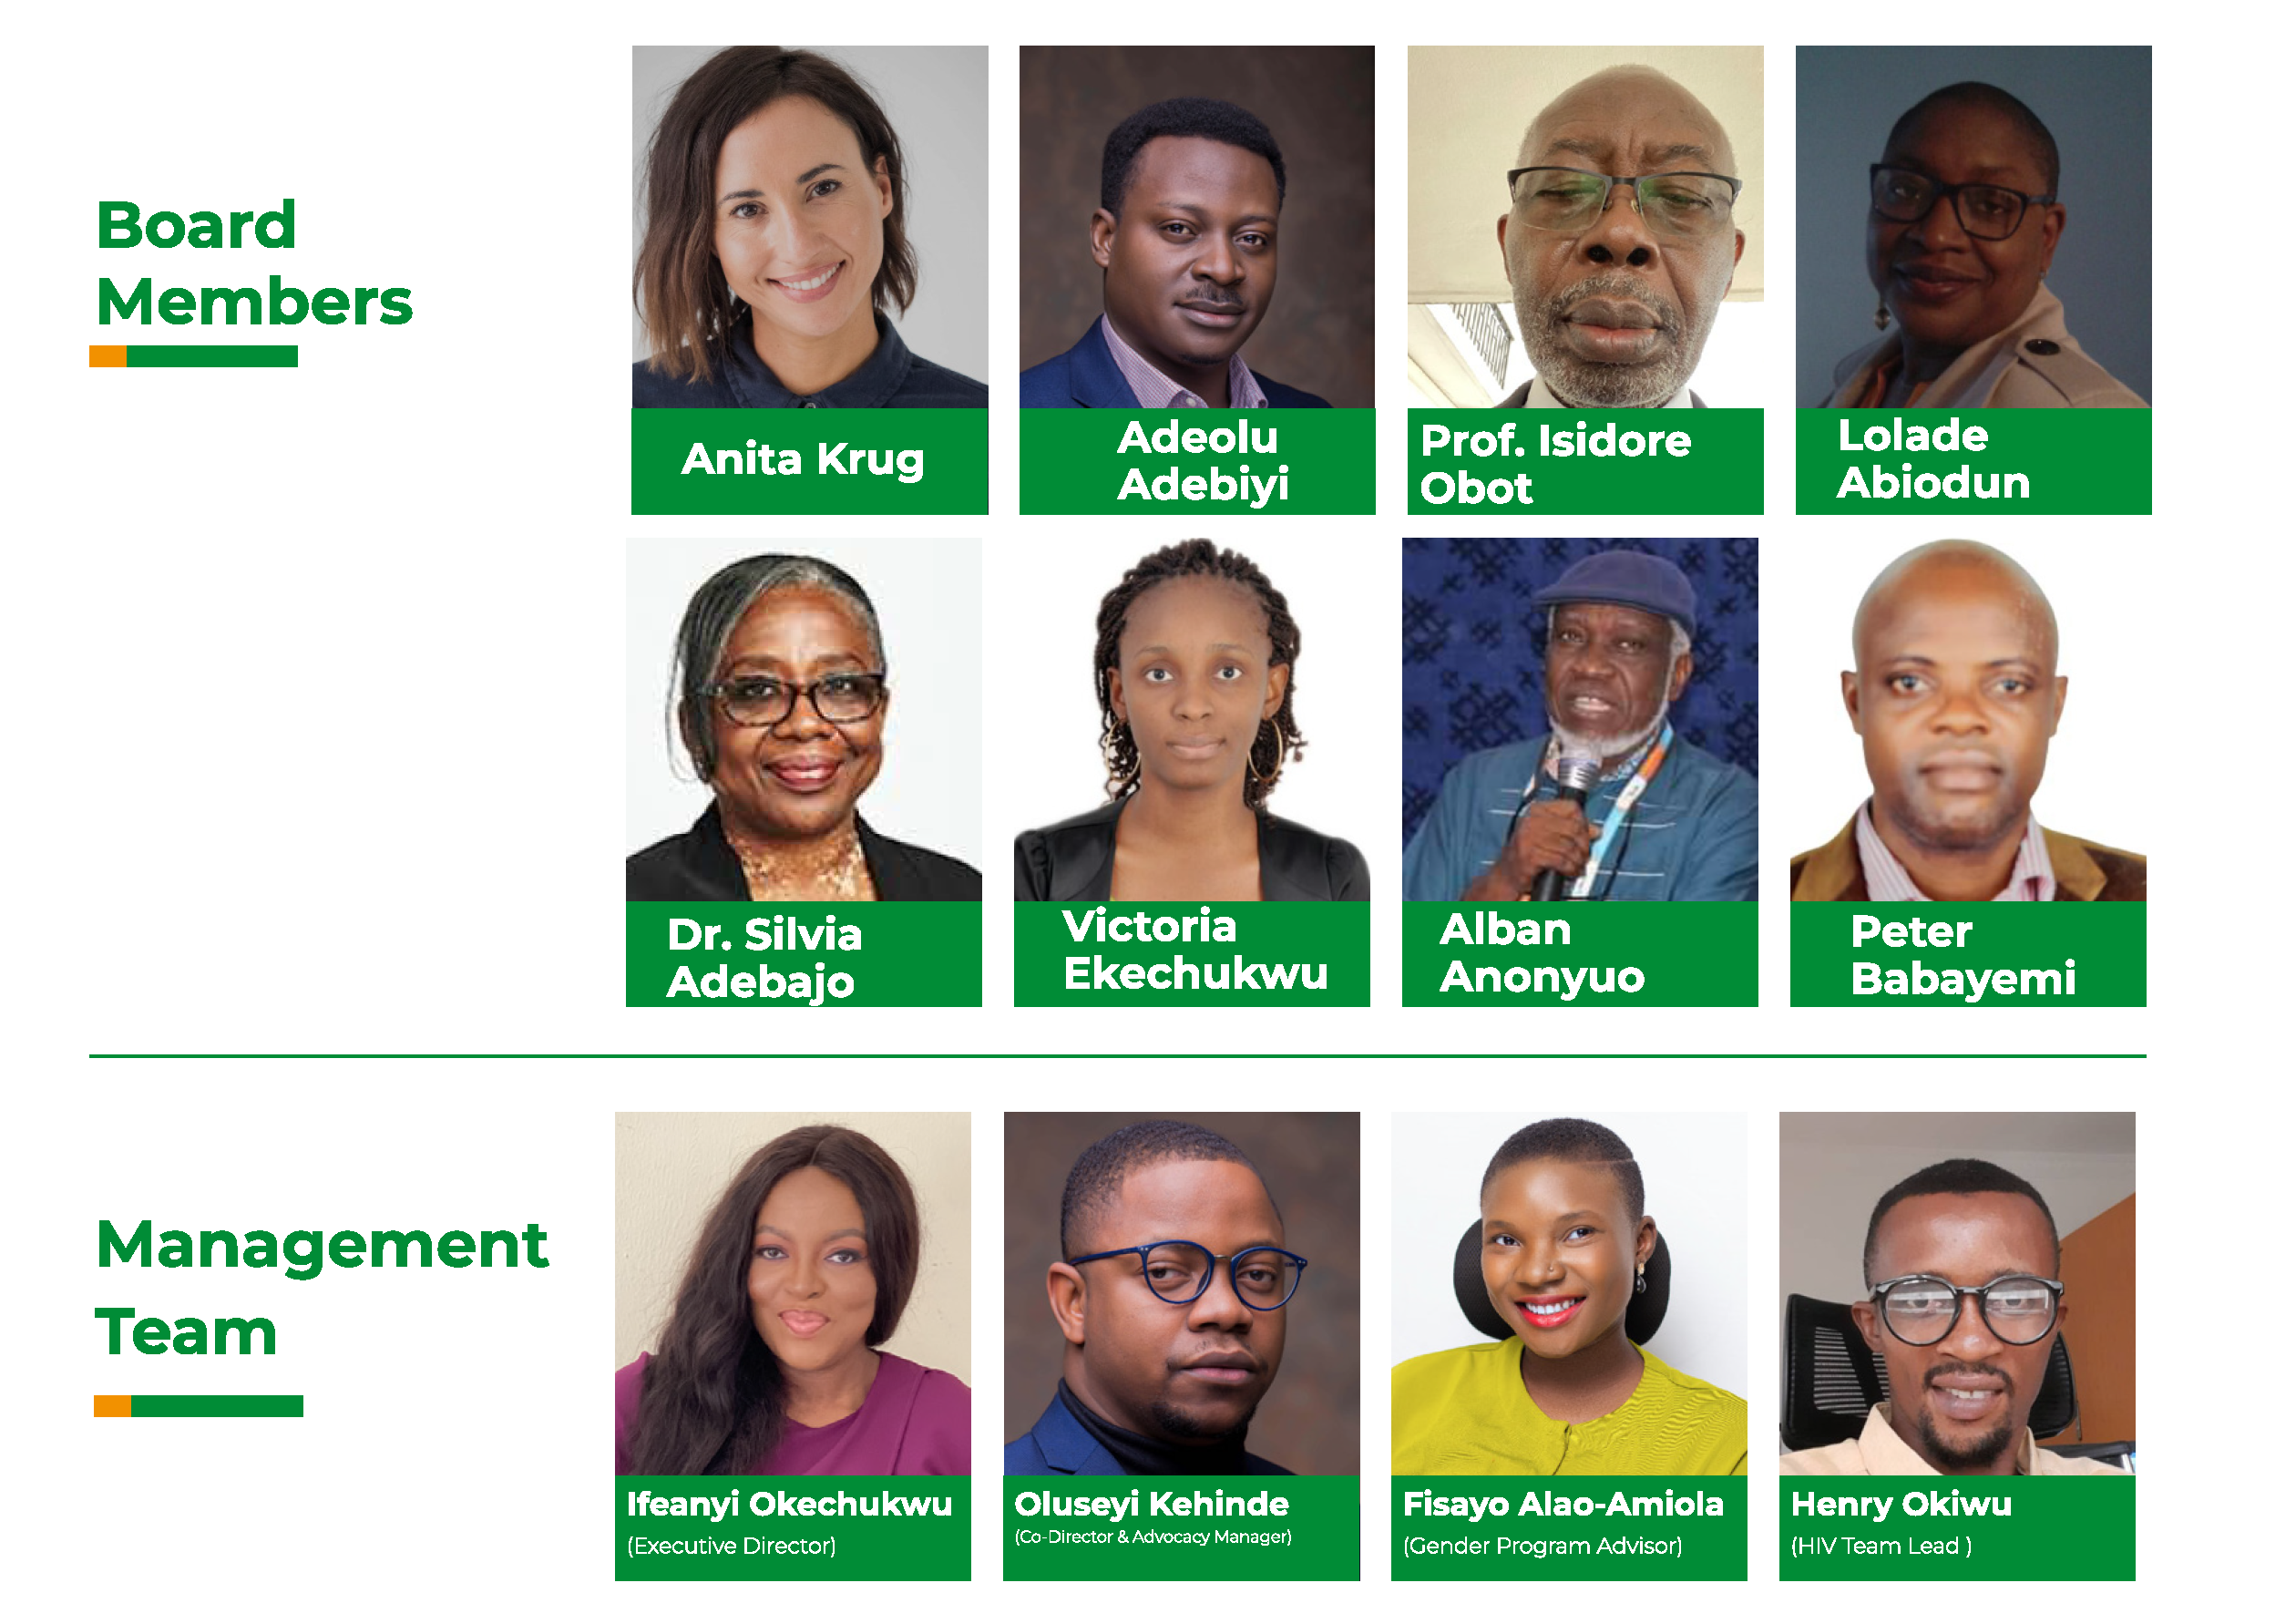 Board
Members
Anita Krug
Adeolu
Adebiyi
Prof. Isidore
Obot
Lolade
Abiodun
Dr. Silvia
Adebajo
Victoria
Ekechukwu
Alban
Anonyuo
Peter
Babayemi
Management
Team
Ifeanyi Okechukwu
(Executive Director)
Oluseyi Kehinde
(Co-Director & Advocacy Manager)
Fisayo Alao-Amiola
(Gender Program Advisor)
Henry Okiwu
(HIV Team Lead )